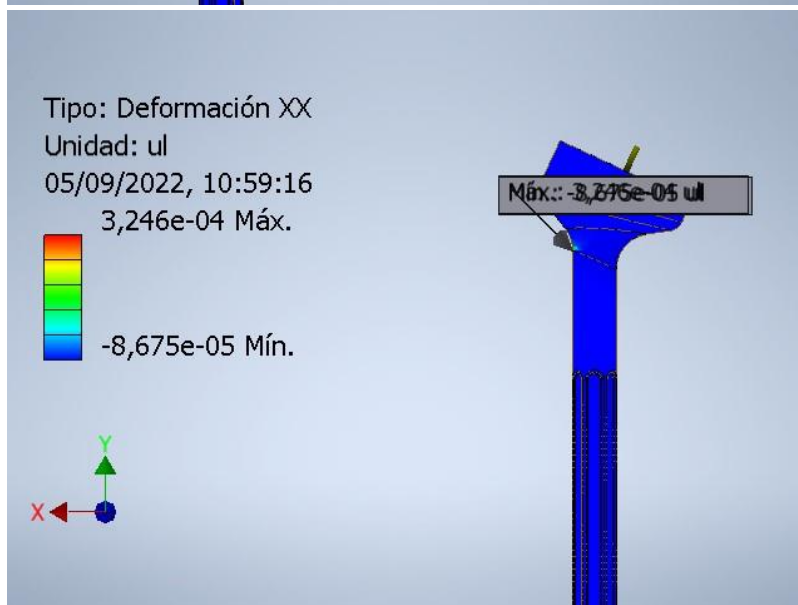 Tipo: Deformación XX
Unidad: ul
05/09/2022, 10:59:16
3,246e-04 Máx.
-8,675e-05 Mín.
Y
X